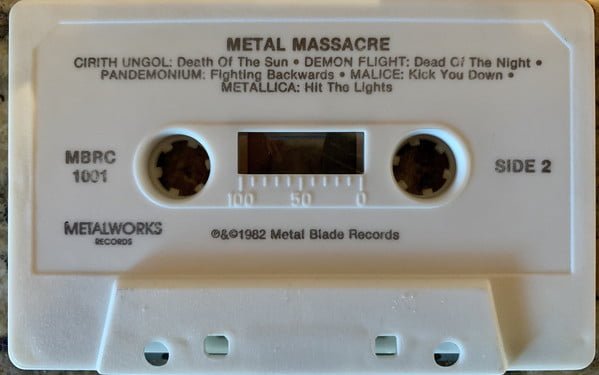 METAL MASSACRE
CIRITH UNGOL: Death Of The Sun • DEMON FLIGHT: Dead Of The Night •
PANDEMONIUM: Fighting Backwards • MALICE: Kick You Down •
METALLICA: Hit The Lights
MBRC
1001
SIDE 2
100 50 0
METALWORKS
RECORDS
℗&©1982 Metal Blade Records